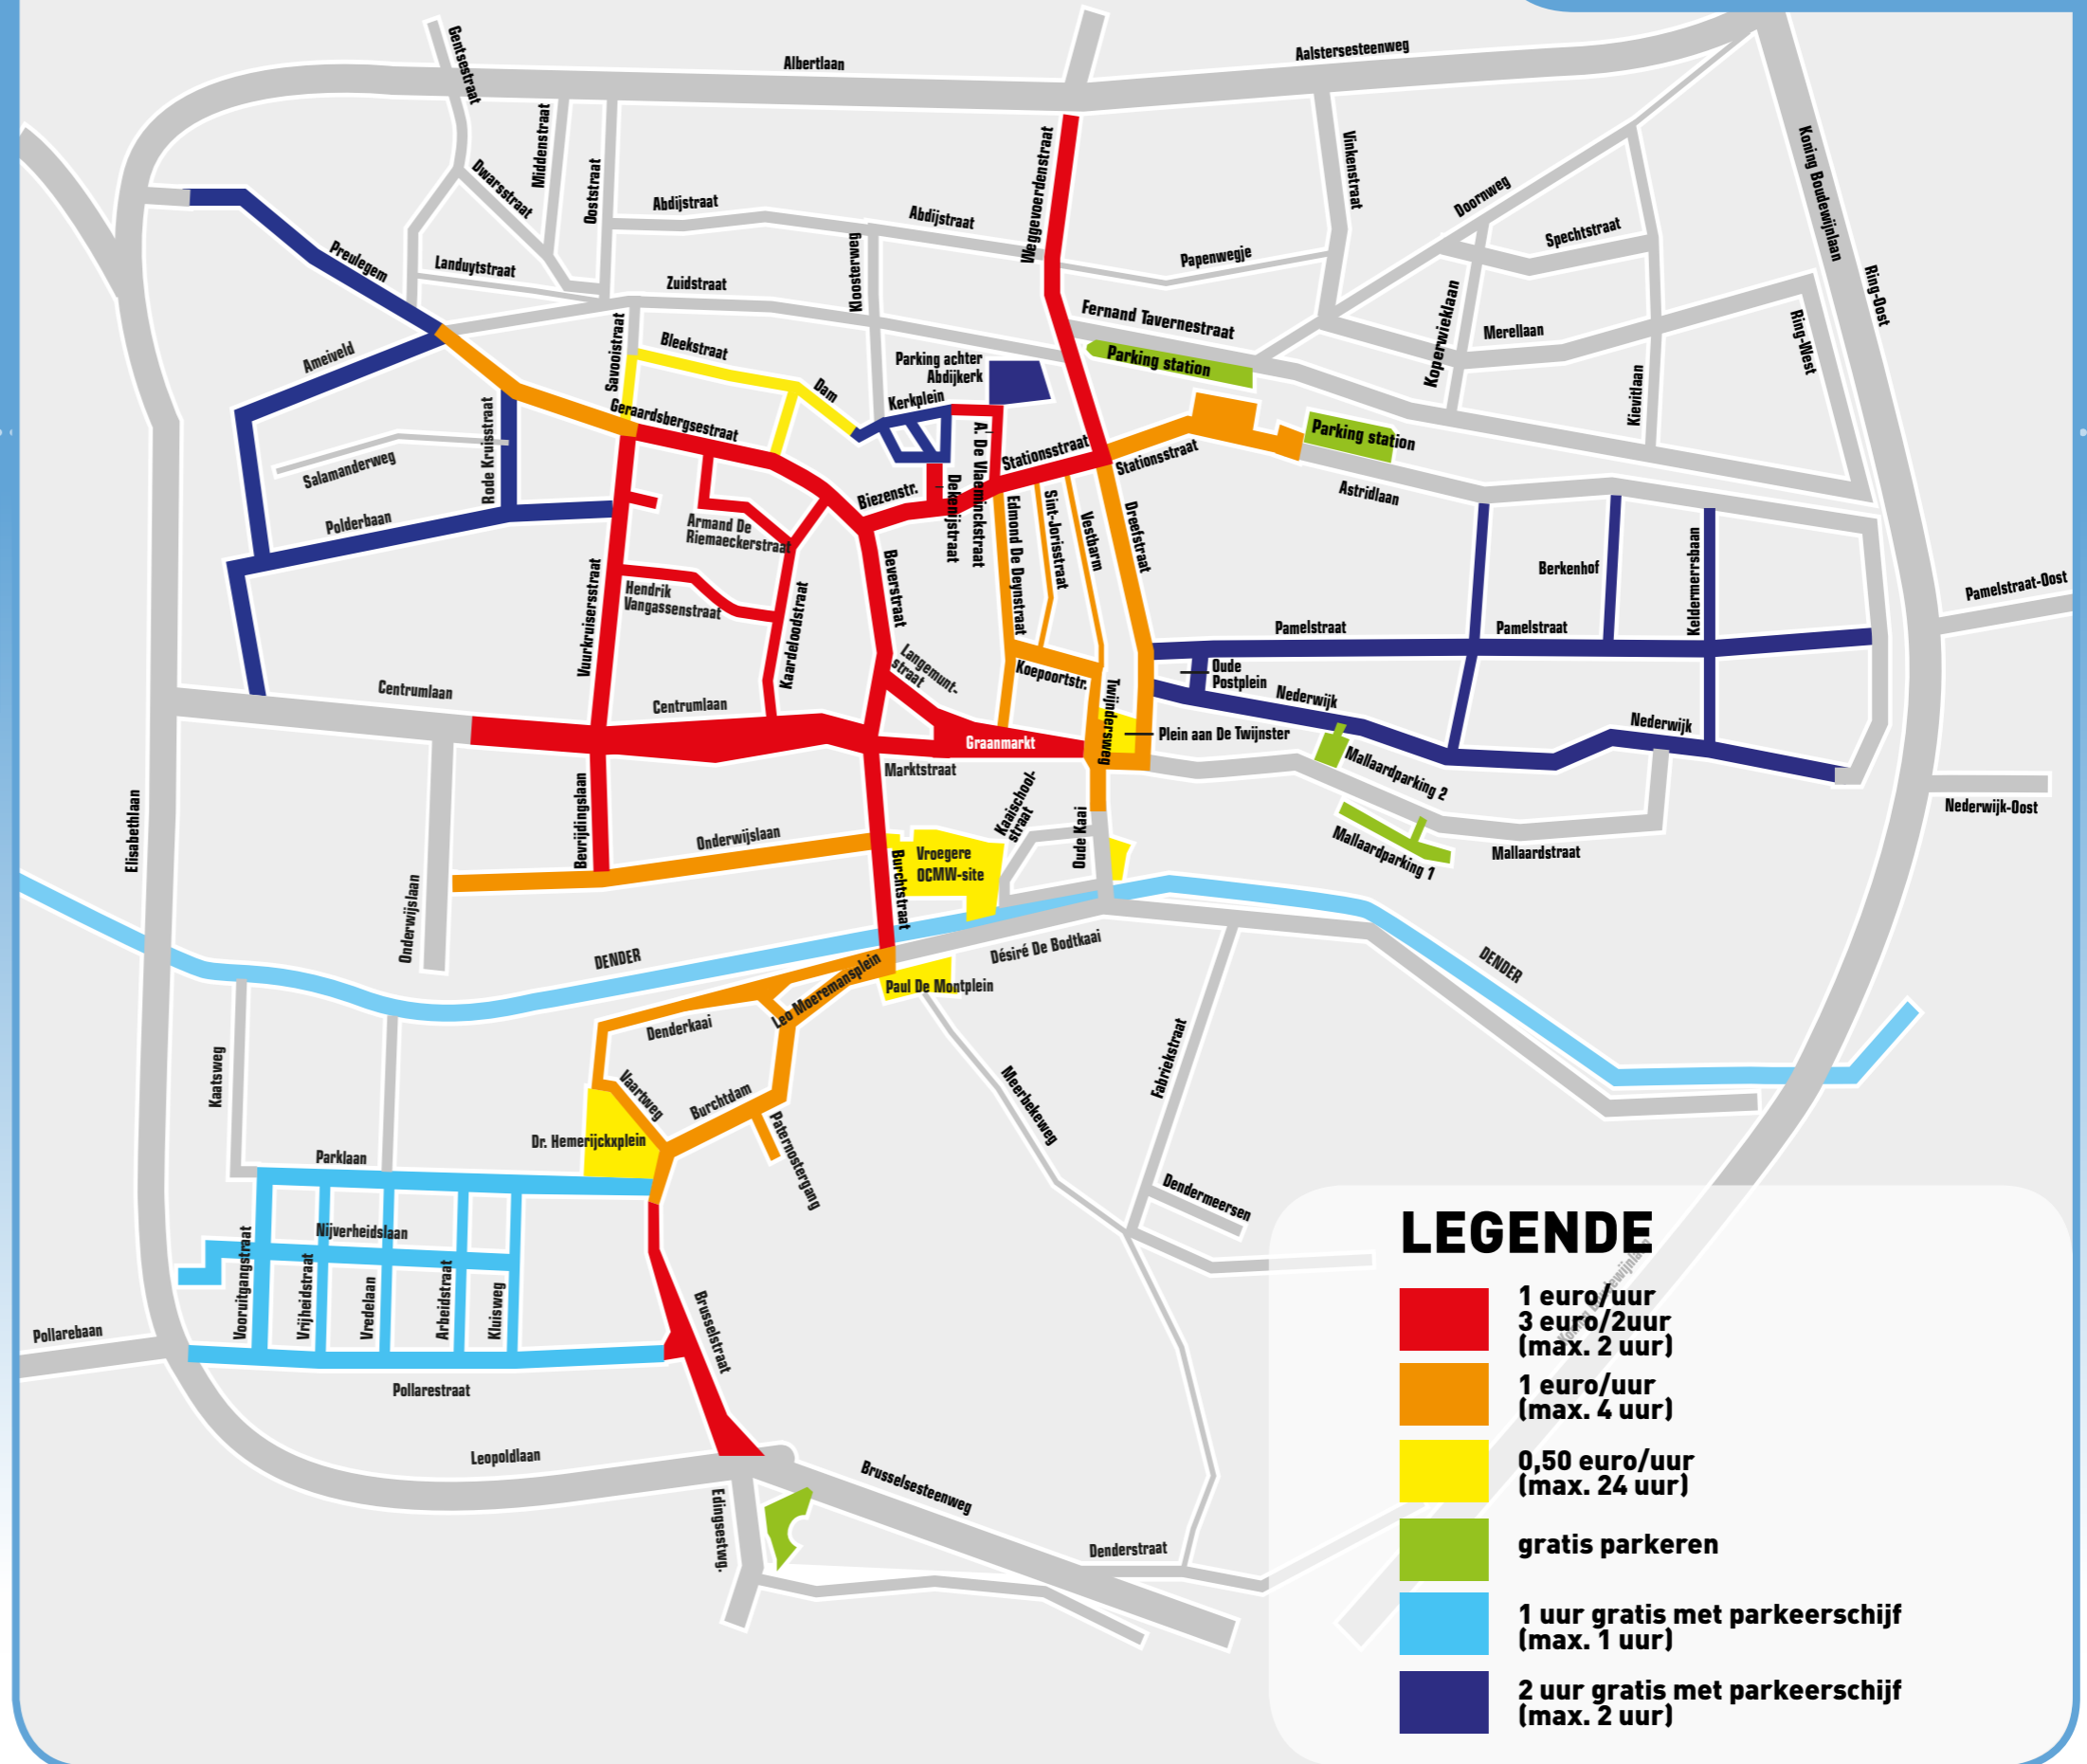 Gentsestraat
Albertlaan
Aalstersesteenweg
Middenstraat
Dwarsstraat
Ooststraat
Abdijstraat
Abdijstraat
Weggevoerdenstraat
Vinkenstraat
Doornweg
Koning Boudewijnlaan
Spechtstraat
Papenwegje
Preulegem
Landuytstraat
Zuidstraat
Kloosterweg
Ring-Oost
Fernand Tavernestraat
Koperwieklaan
Merellaan
Ring-West
Ameiveld
Savooistraat
Bleekstraat
Parking achter
Abdijkerk
Parking station
Dam
Kerkplein
Kievitlaan
Rode Kruisstraat
Geraardsbergsestraat
A. De Vlaeminckstraat
Stationsstraat
Stationsstraat
Parking station
Salamanderweg
Biezenstr.
Dekenijstraat
Astridlaan
Polderbaan
Armand De
Riemaeckerstraat
Edmond De Deynstraat
Sint-Jorisstraat
Vestbarm
Dreefstraat
Berkenhof
Keldermerrsbaan
Pamelstraat-Oost
Vuurkruisersstraat
Hendrik
Vangassenstraat
Kaardeloodstraat
Beverstraat
Pamelstraat
Pamelstraat
Langemunt-
straat
Koepoortstr.
Oude
Postplein
Nederwijk
Nederwijk
Centrumlaan
Centrumlaan
Twijndersweg
Graanmarkt
Plein aan De Twijnster
Marktstraat
Mallaardparking 2
Nederwijk-Oost
Elisabethlaan
Bevrijdingslaan
Onderwijslaan
Kaaischool-
straat
Oude Kaai
Mallaardparking 1
Mallaardstraat
Vroegere
OCMW-site
Burchtstraat
Onderwijslaan
DENDER
Désiré De Bodtkaai
DENDER
Leo Moeremansplein
Paul De Montplein
Denderkaai
Kaatsweg
Vaartweg
Burchtdam
Meerbekeweg
Fabriekstraat
Dr. Hemerijckxplein
Paternostergang
Parklaan
Dendermeersen
Nijverheidslaan
Vooruitgangstraat
Vrijheidstraat
Vredelaan
Arbeidstraat
Kluisweg
Brusselstraat
Pollarebaan
Pollarestraat
Leopoldlaan
Brusselsesteenweg
Edingsestwg.
Denderstraat
LEGENDE
1 euro/uur
3 euro/2uur
(max. 2 uur)
1 euro/uur
(max. 4 uur)
0,50 euro/uur
(max. 24 uur)
gratis parkeren
1 uur gratis met parkeerschijf
(max. 1 uur)
2 uur gratis met parkeerschijf
(max. 2 uur)